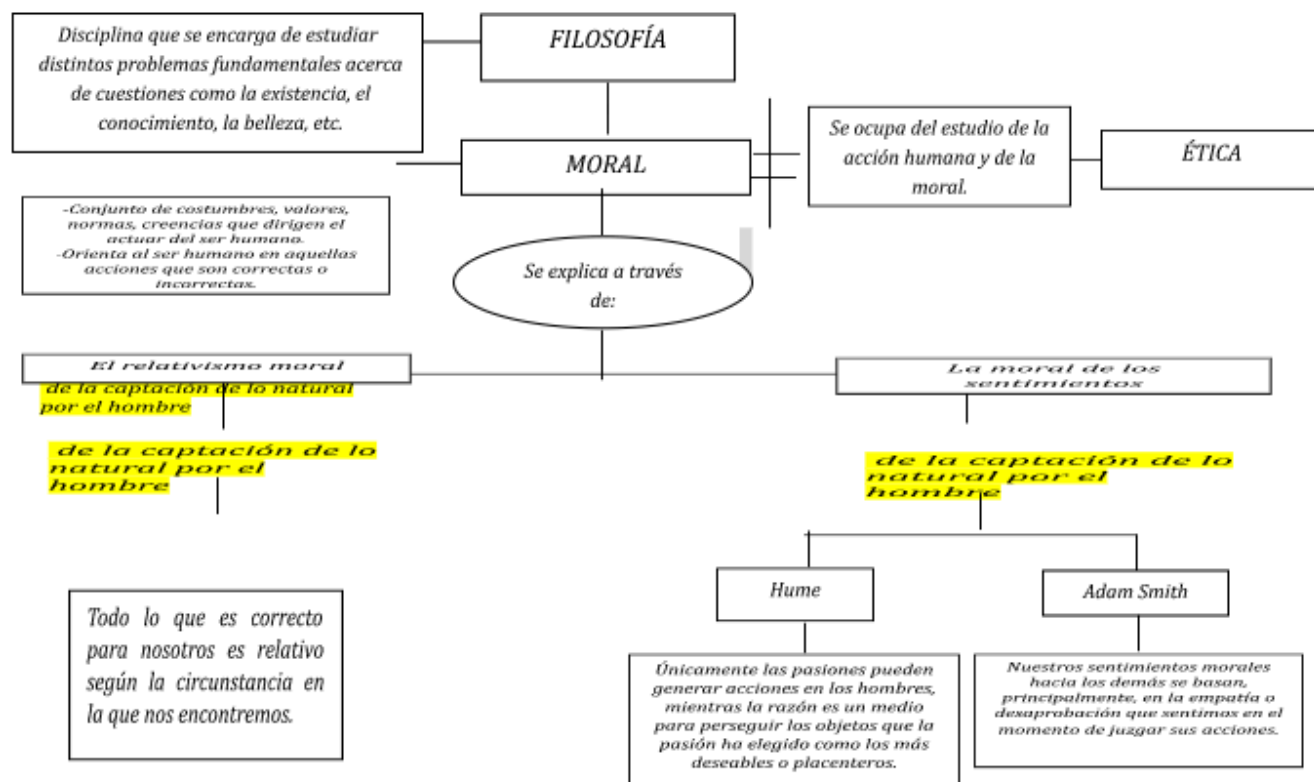 Disciplina que se encarga de estudiar
distintos problemas fundamentales acerca
de cuestiones como la existencia, el
conocimiento, la belleza, etc.
FILOSOFÍA
MORAL
Se ocupa del estudio de la
acción humana y de la
moral.
ÉTICA
-Conjunto de costumbres, valores,
normas, creencias que dirigen el
actuar del ser humano.
-Orienta al ser humano en aquellas
acciones que son correctas o
incorrectas.
Se explica a través
de:
El relativismo moral
de la captación de lo natural
por el hombre
de la captación de lo
natural por el
hombre
Todo lo que es correcto
para nosotros es relativo
según la circunstancia en
la que nos encontremos.
La moral de los
sentimientos
de la captación de lo
natural por el
hombre
Hume
Únicamente las pasiones pueden
generar acciones en los hombres,
mientras la razón es un medio
para perseguir los objetos que la
pasión ha elegido como los más
deseables o placenteros.
Adam Smith
Nuestros sentimientos morales
hacia los demás se basan,
principalmente, en la empatía o
desaprobación que sentimos en el
momento de juzgar sus acciones.